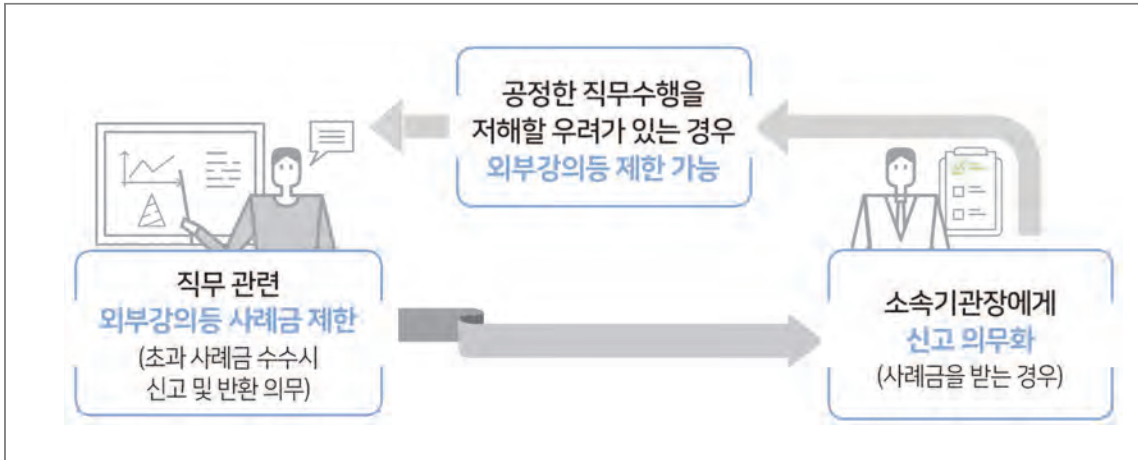 공정한 직무수행을
저해할 우려가 있는 경우
외부강의등 제한 가능
직무 관련
외부강의등 사례금 제한
(초과 사례금 수수시
신고 및 반환 의무)
소속기관장에게
신고 의무화
(사례금을 받는 경우)